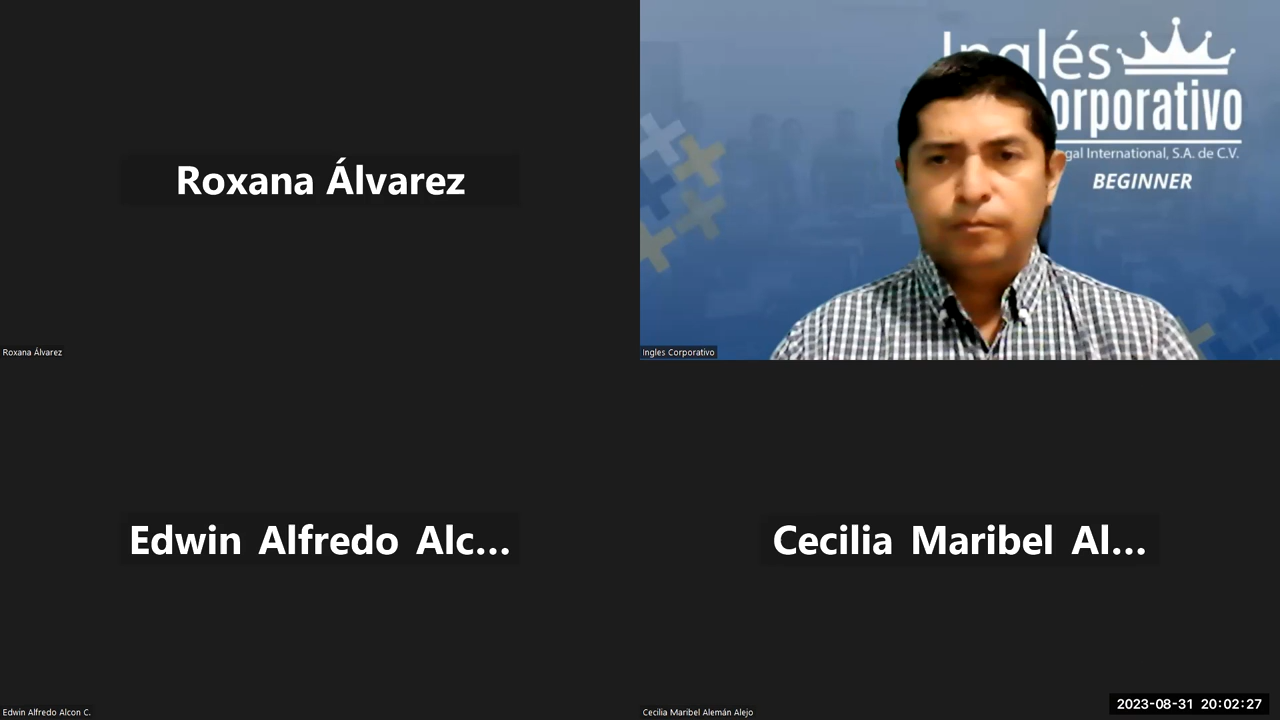 Roxana Álvarez
Roxana Álvarez
Inglés
orporativo
gal International, S.A. de C.V.
BEGINNER
Ingles Corporativo
Edwin Alfredo Alc...
Edwin Alfredo Alcon C.
Cecilia Maribel Al...
Cecilia Maribel Alemán Alejo
2023-08-31 20:02:27